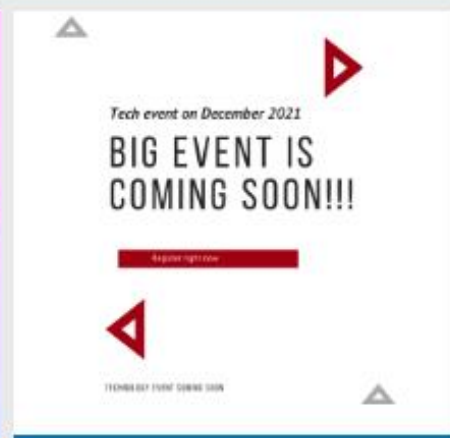 Tech event on December 2021
BIG EVENT IS
COMING SOON!!!
Register right now
TECHNOLOGY EVENT COMING SOON